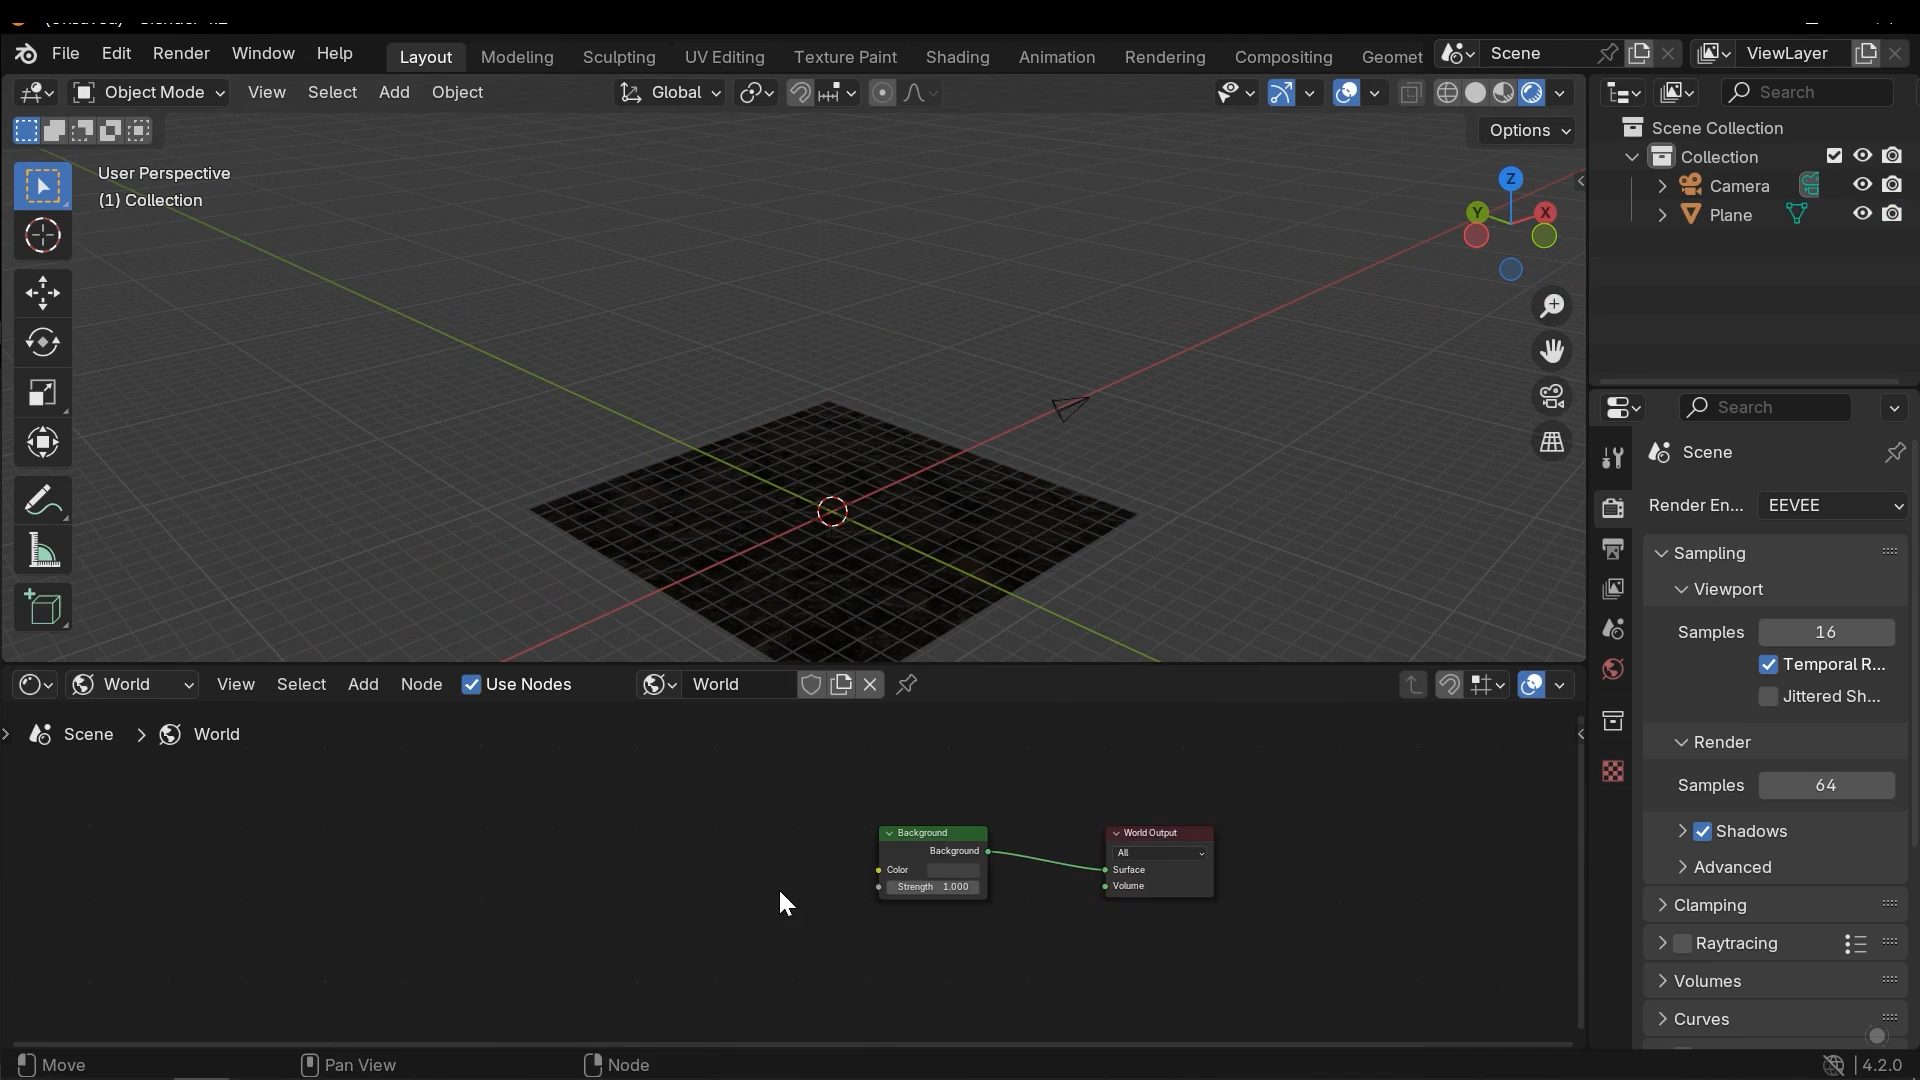 File Edit Render Window Help Layout Modeling Sculpting UV Editing Texture Paint Shading Animation Rendering Compositing Geomet Scene ViewLayer
Object Mode View Select Add Object Global Search
Options
User Perspective
(1) Collection
Z
Y
X
Scene Collection
Collection
Camera
Plane
Search
Scene
Render En... EEVEE
Sampling
Viewport
Samples 16
Temporal R...
Jittered Sh...
Render
Samples 64
Shadows
Advanced
Clamping
Raytracing
Volumes
Curves
World View Select Add Node Use Nodes World
Scene > World
Background
Background
Color
Strength 1.000
World Output
All
Surface
Volume
Move Pan View Node 4.2.0